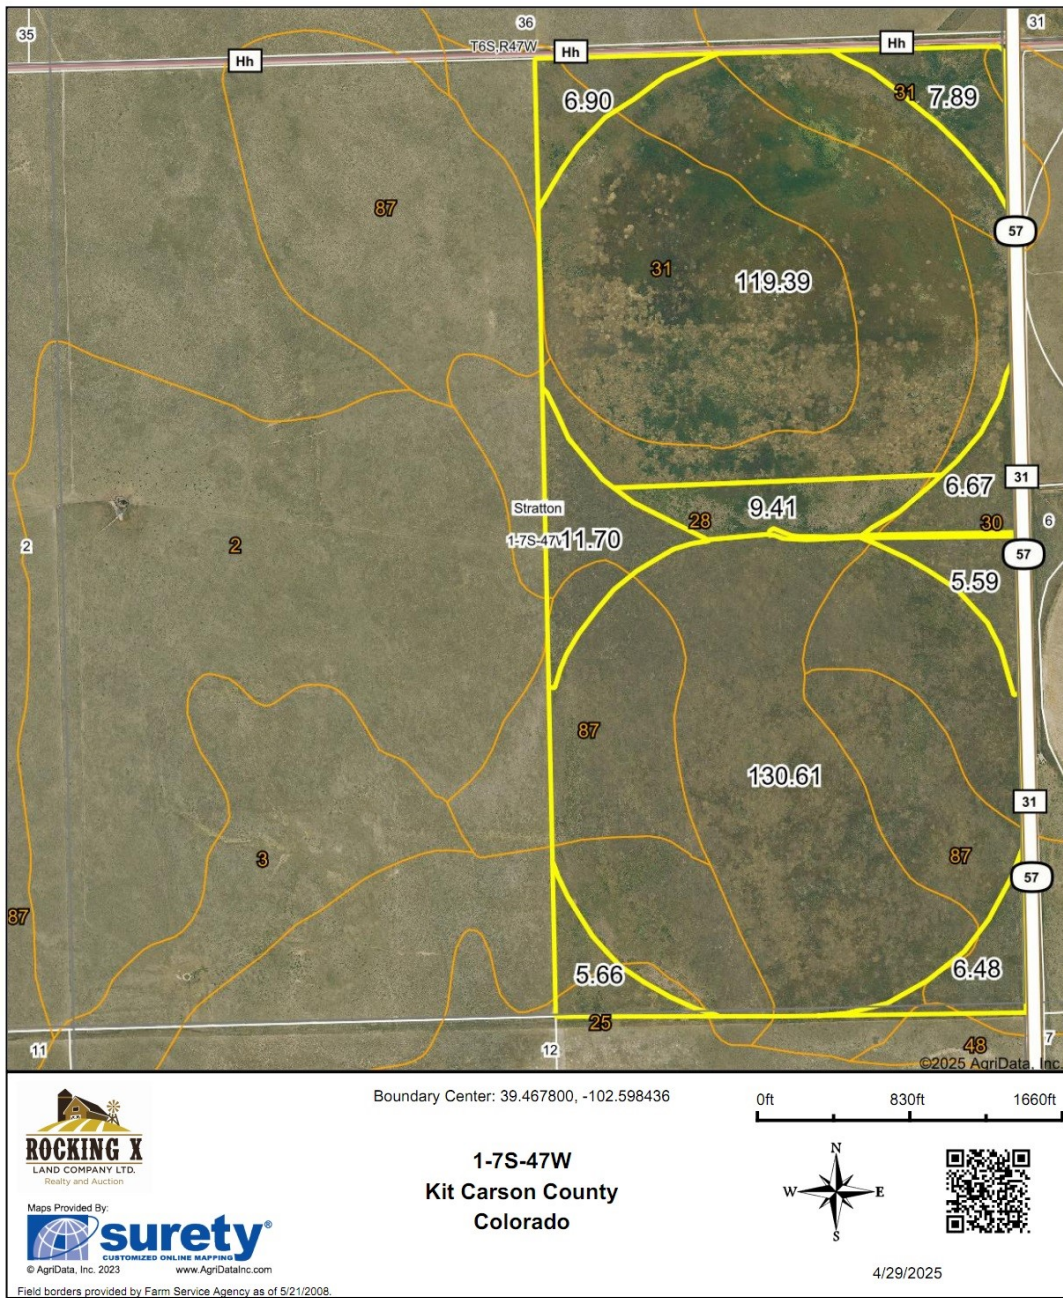 35
36
31
T6S,R47W
Hh
Hh
Hh
6.90
31
7.89
87
57
31
119.39
6.67
31
Stratton
9.41
28
30
6
1-7S-47W
11.70
2
2
57
5.59
87
130.61
31
3
87
57
87
5.66
6.48
25
11
12
48
7
©2025 AgriData, Inc.
ROCKING X
LAND COMPANY LTD.
Realty and Auction
Maps Provided By:
surety®
CUSTOMIZED ONLINE MAPPING
© AgriData, Inc. 2023 www.AgriDataInc.com
Field borders provided by Farm Service Agency as of 5/21/2008.
Boundary Center: 39.467800, -102.598436
1-7S-47W
Kit Carson County
Colorado
0ft 830ft 1660ft
N
W E
S
4/29/2025